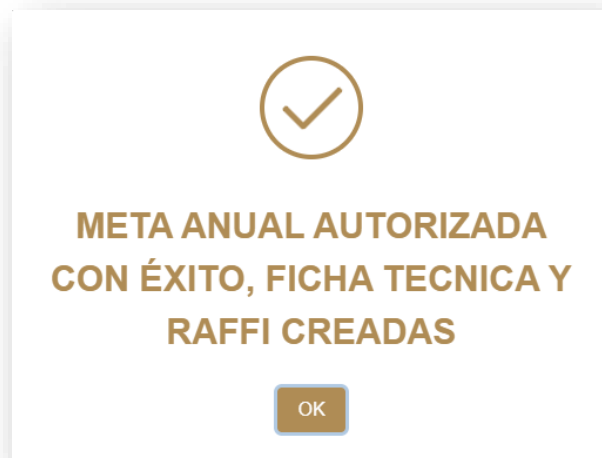 META ANUAL AUTORIZADA
CON ÉXITO, FICHA TECNICA Y
RAFFI CREADAS
OK